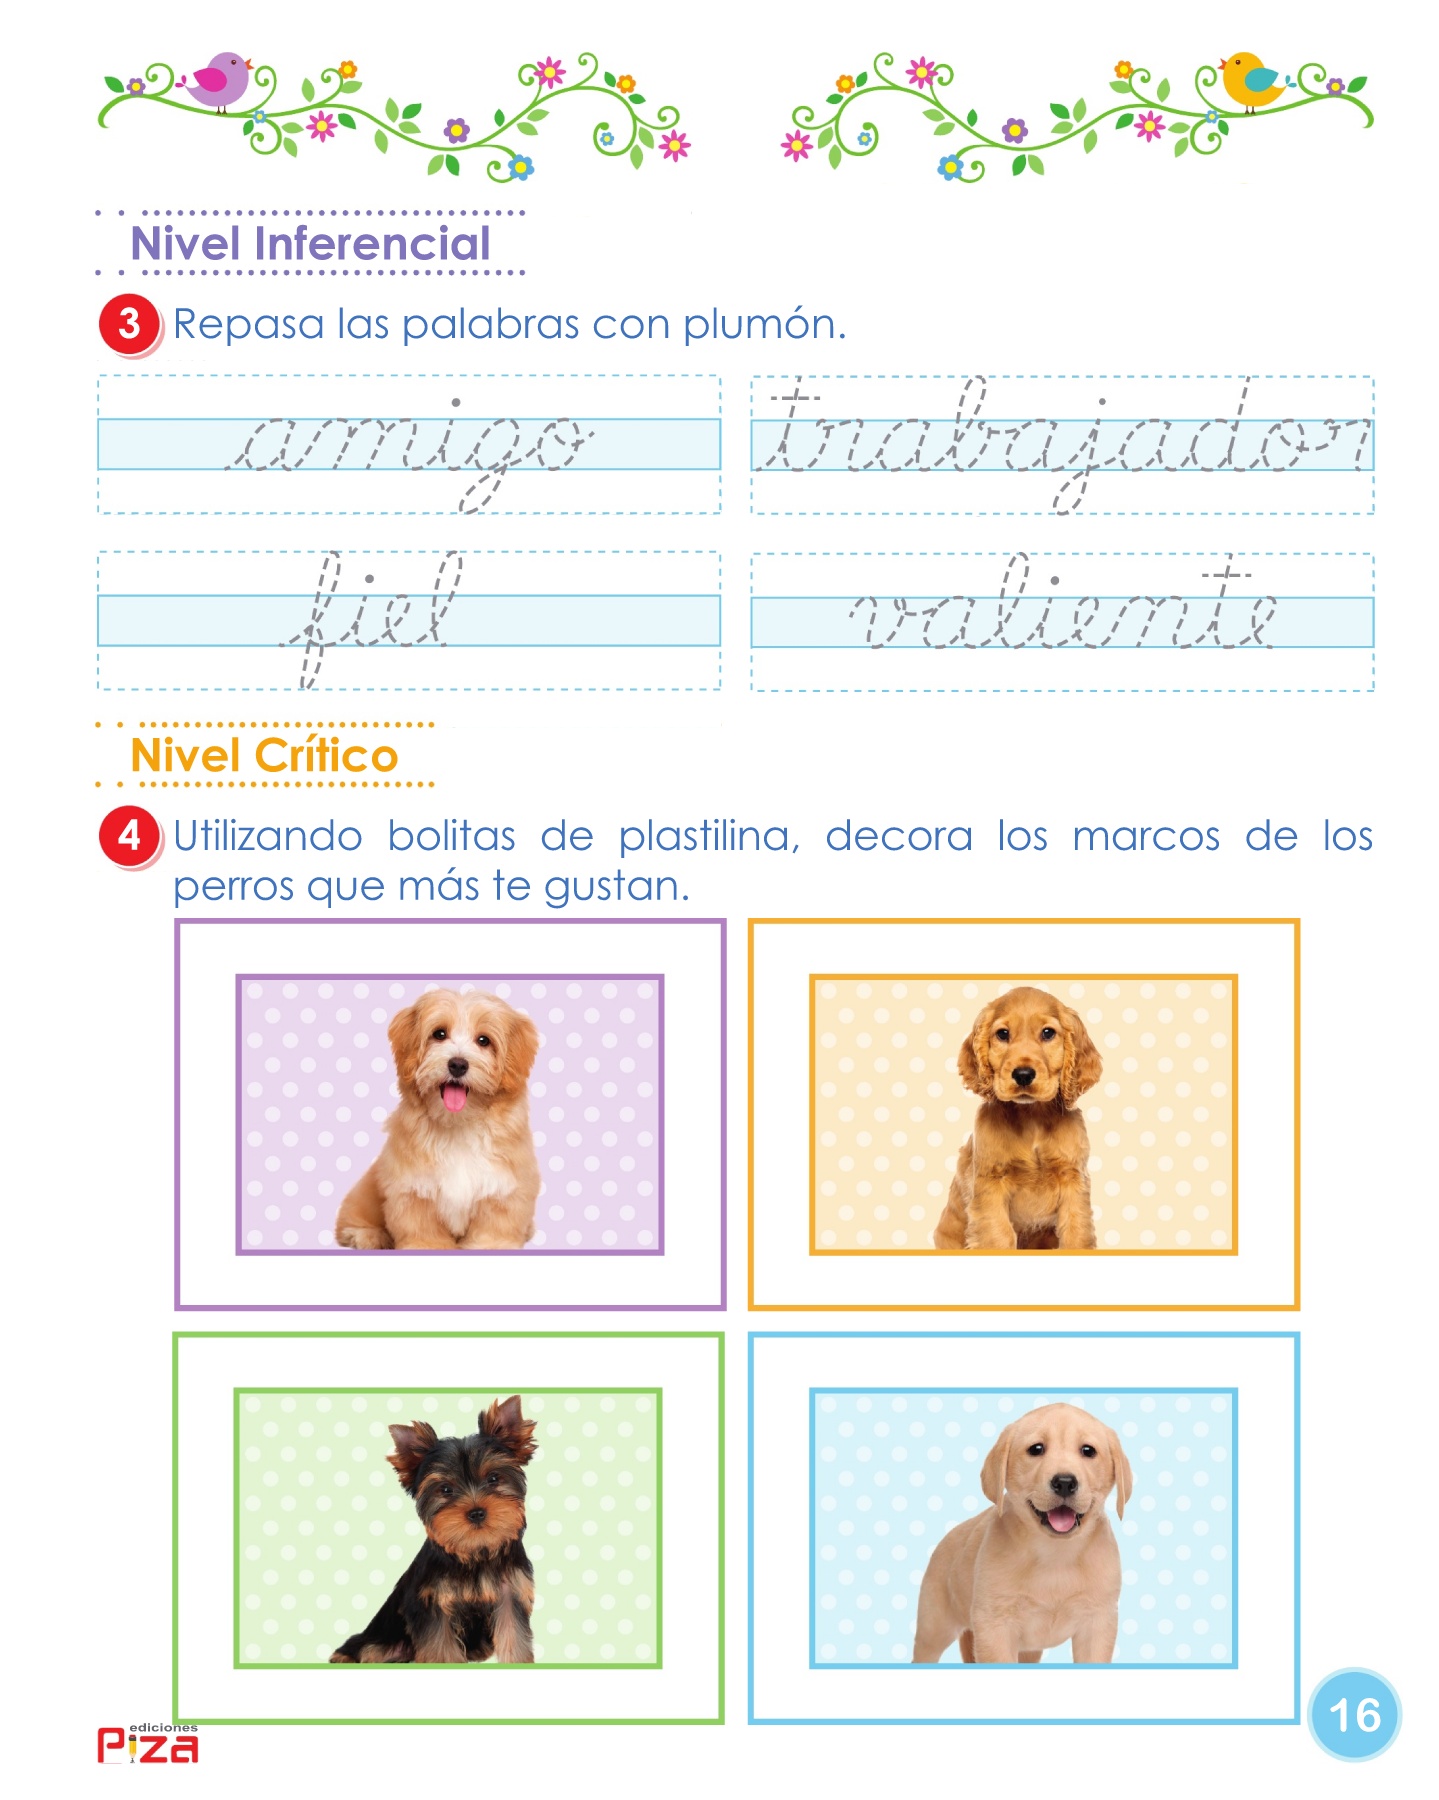 Nivel Inferencial
3 Repasa las palabras con plumón.
amigo trabajador
fiel valiente
Nivel Crítico
4 Utilizando bolitas de plastilina, decora los marcos de los
perros que más te gustan.
ediciones
Piza
16